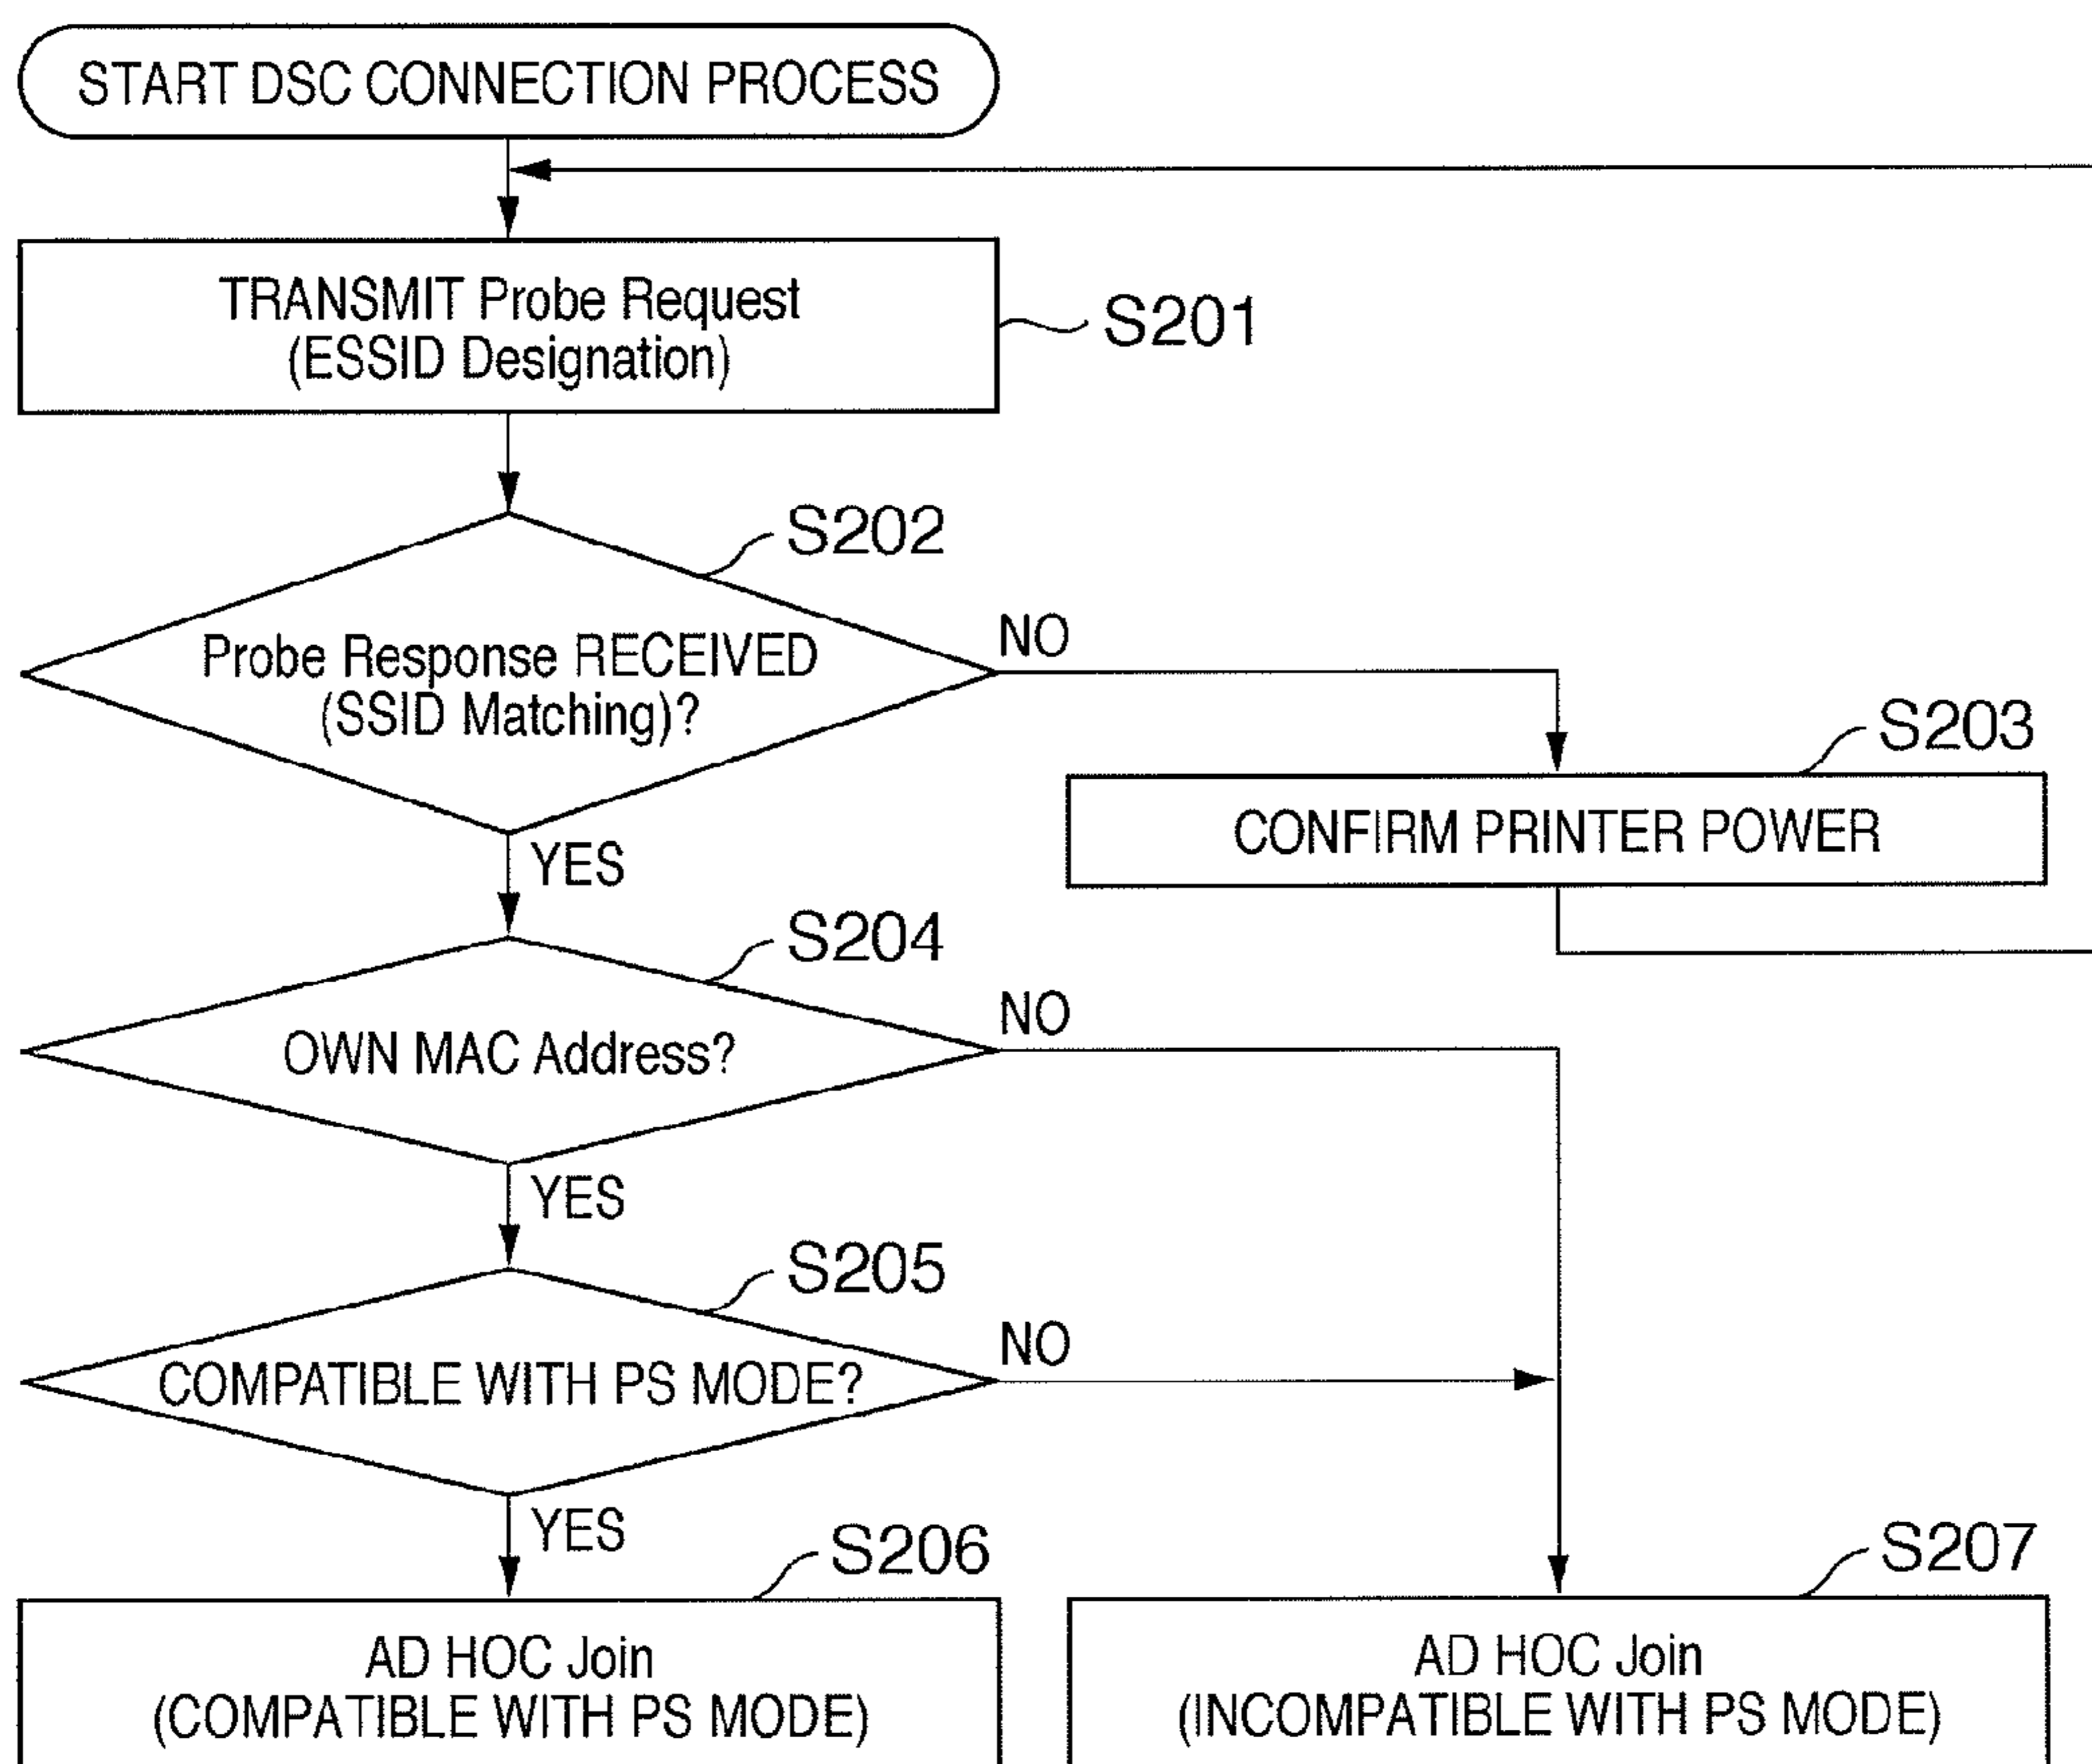 START DSC CONNECTION PROCESS
TRANSMIT Probe Request
(ESSID Designation)
S201
S202
Probe Response RECEIVED
(SSID Matching)?
NO
YES
S203
CONFIRM PRINTER POWER
S204
OWN MAC Address?
NO
YES
S205
COMPATIBLE WITH PS MODE?
NO
YES
S206
AD HOC Join
(COMPATIBLE WITH PS MODE)
S207
AD HOC Join
(INCOMPATIBLE WITH PS MODE)